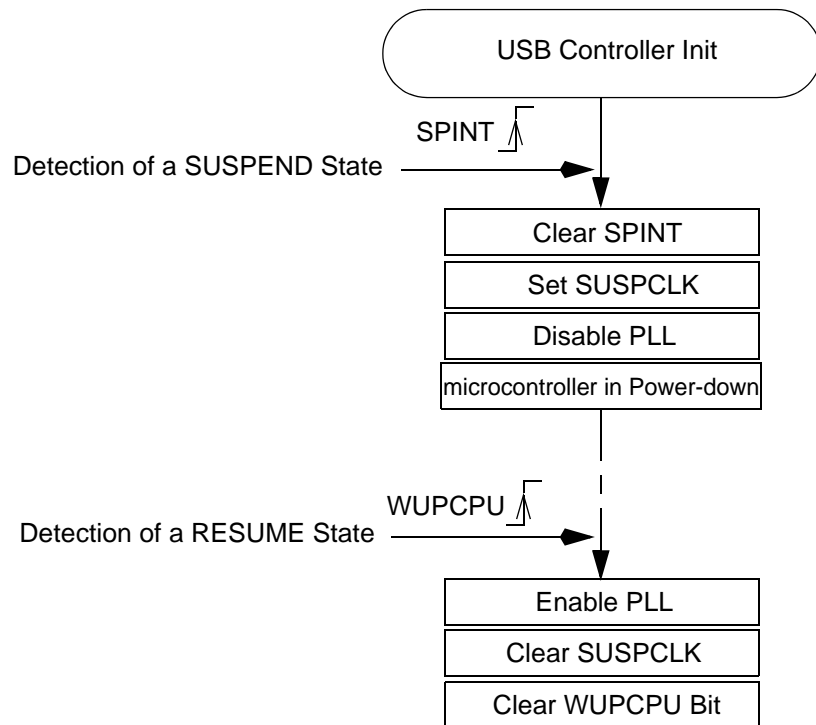 USB Controller Init
SPINT
Detection of a SUSPEND State
Clear SPINT
Set SUSPCLK
Disable PLL
microcontroller in Power-down
WUPCPU
Detection of a RESUME State
Enable PLL
Clear SUSPCLK
Clear WUPCPU Bit